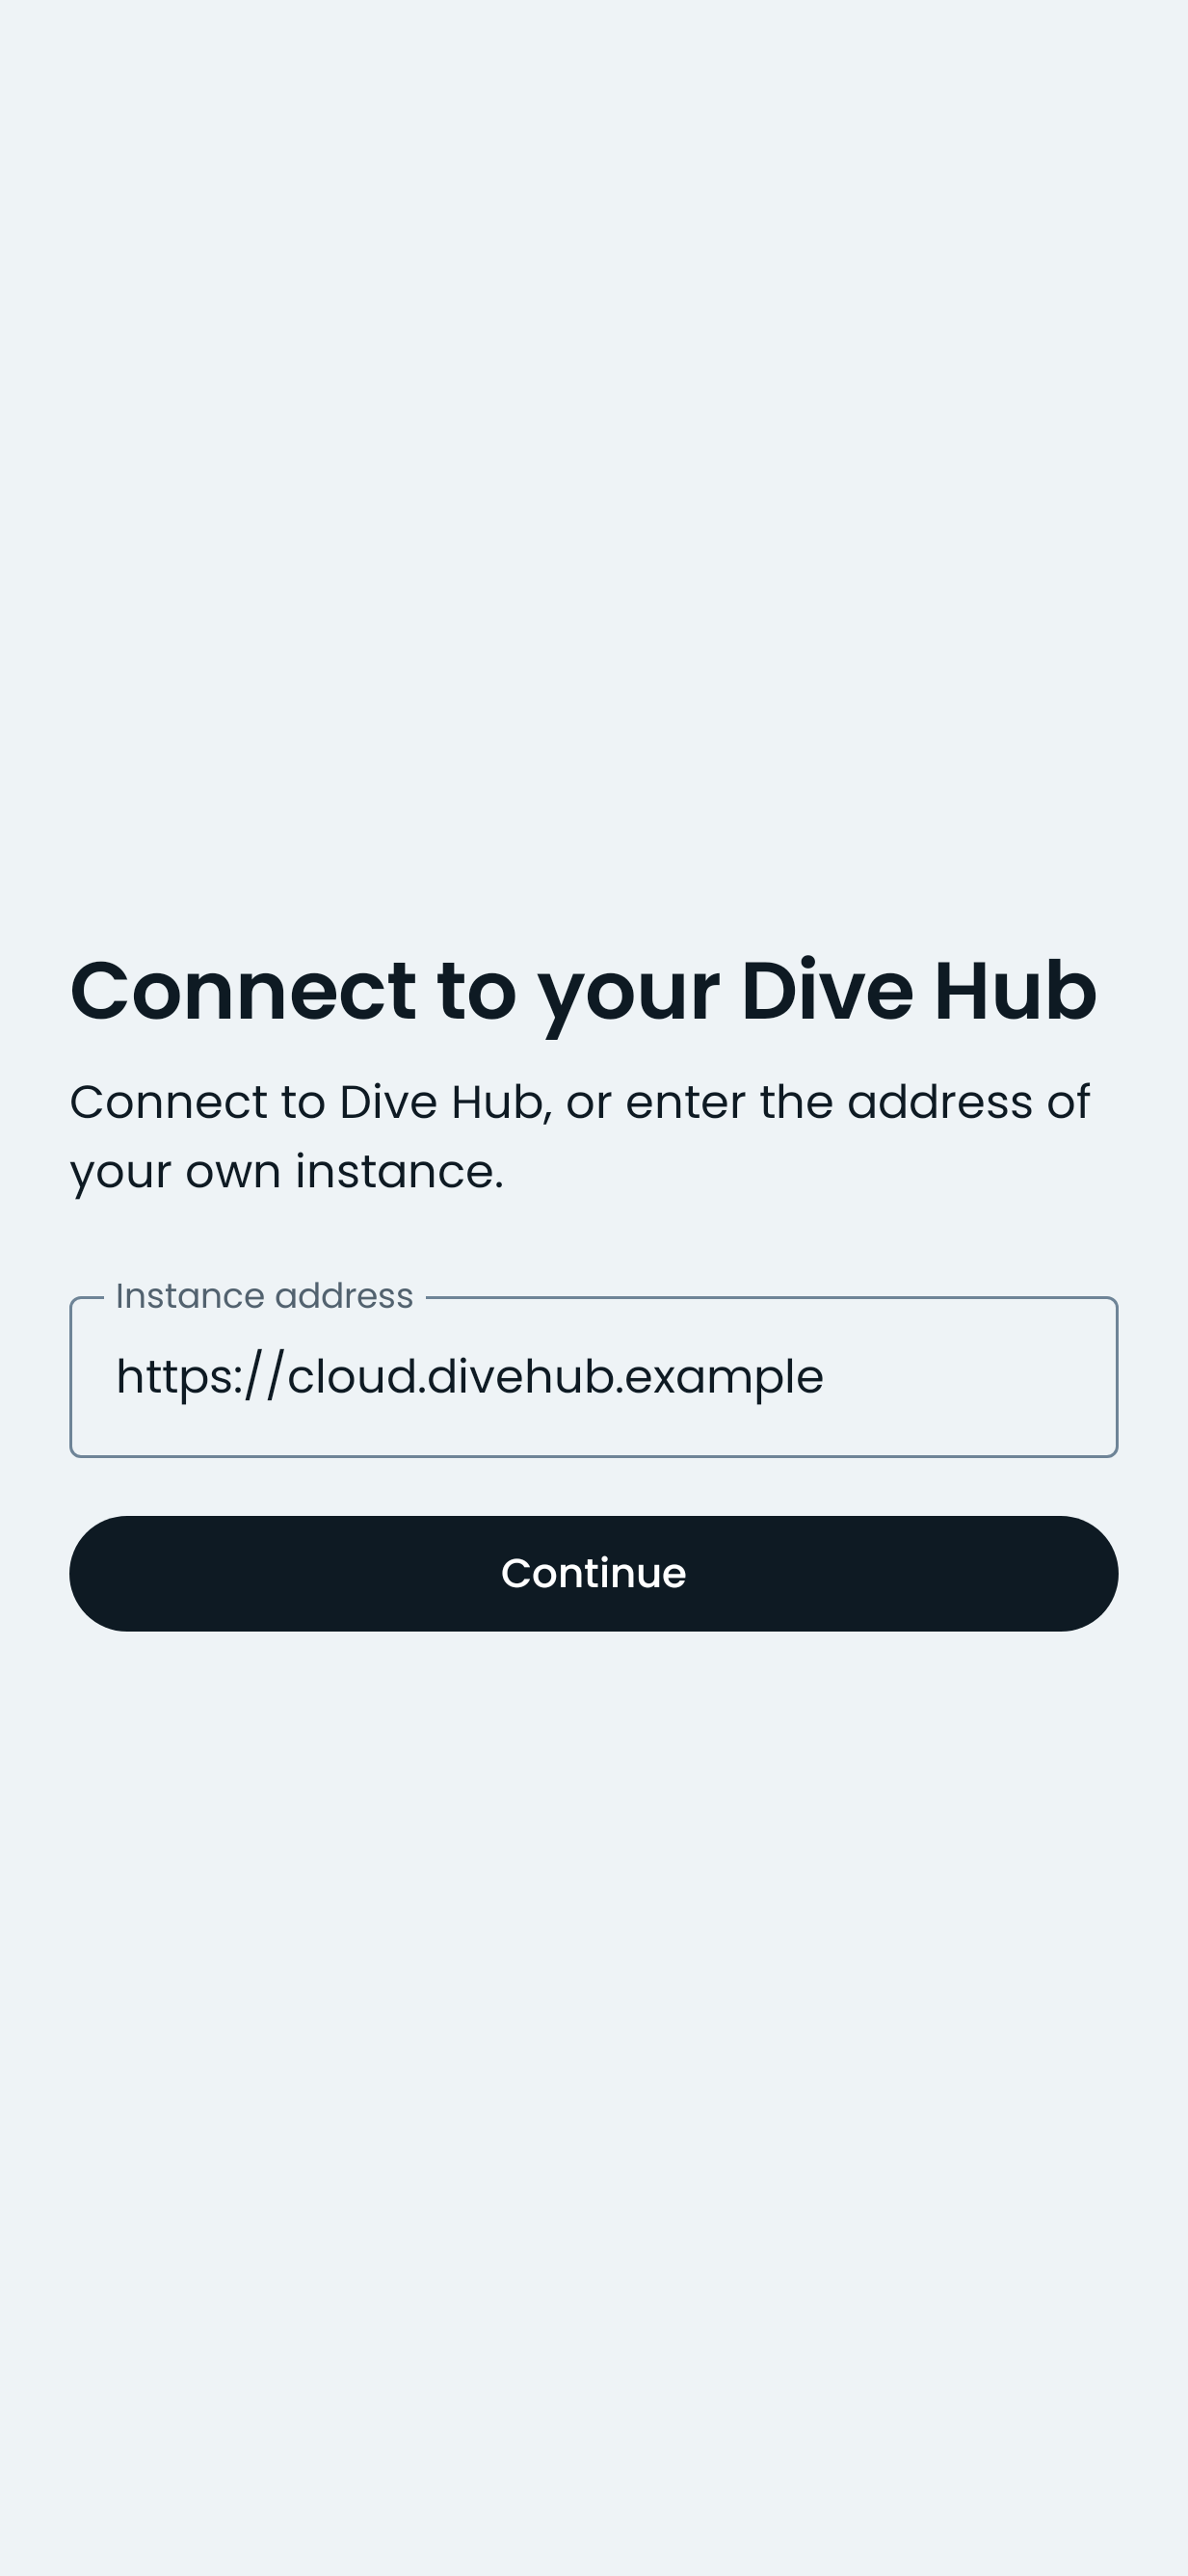 Connect to your Dive Hub
Connect to Dive Hub, or enter the address of
your own instance.
Instance address
https://cloud.divehub.example
Continue